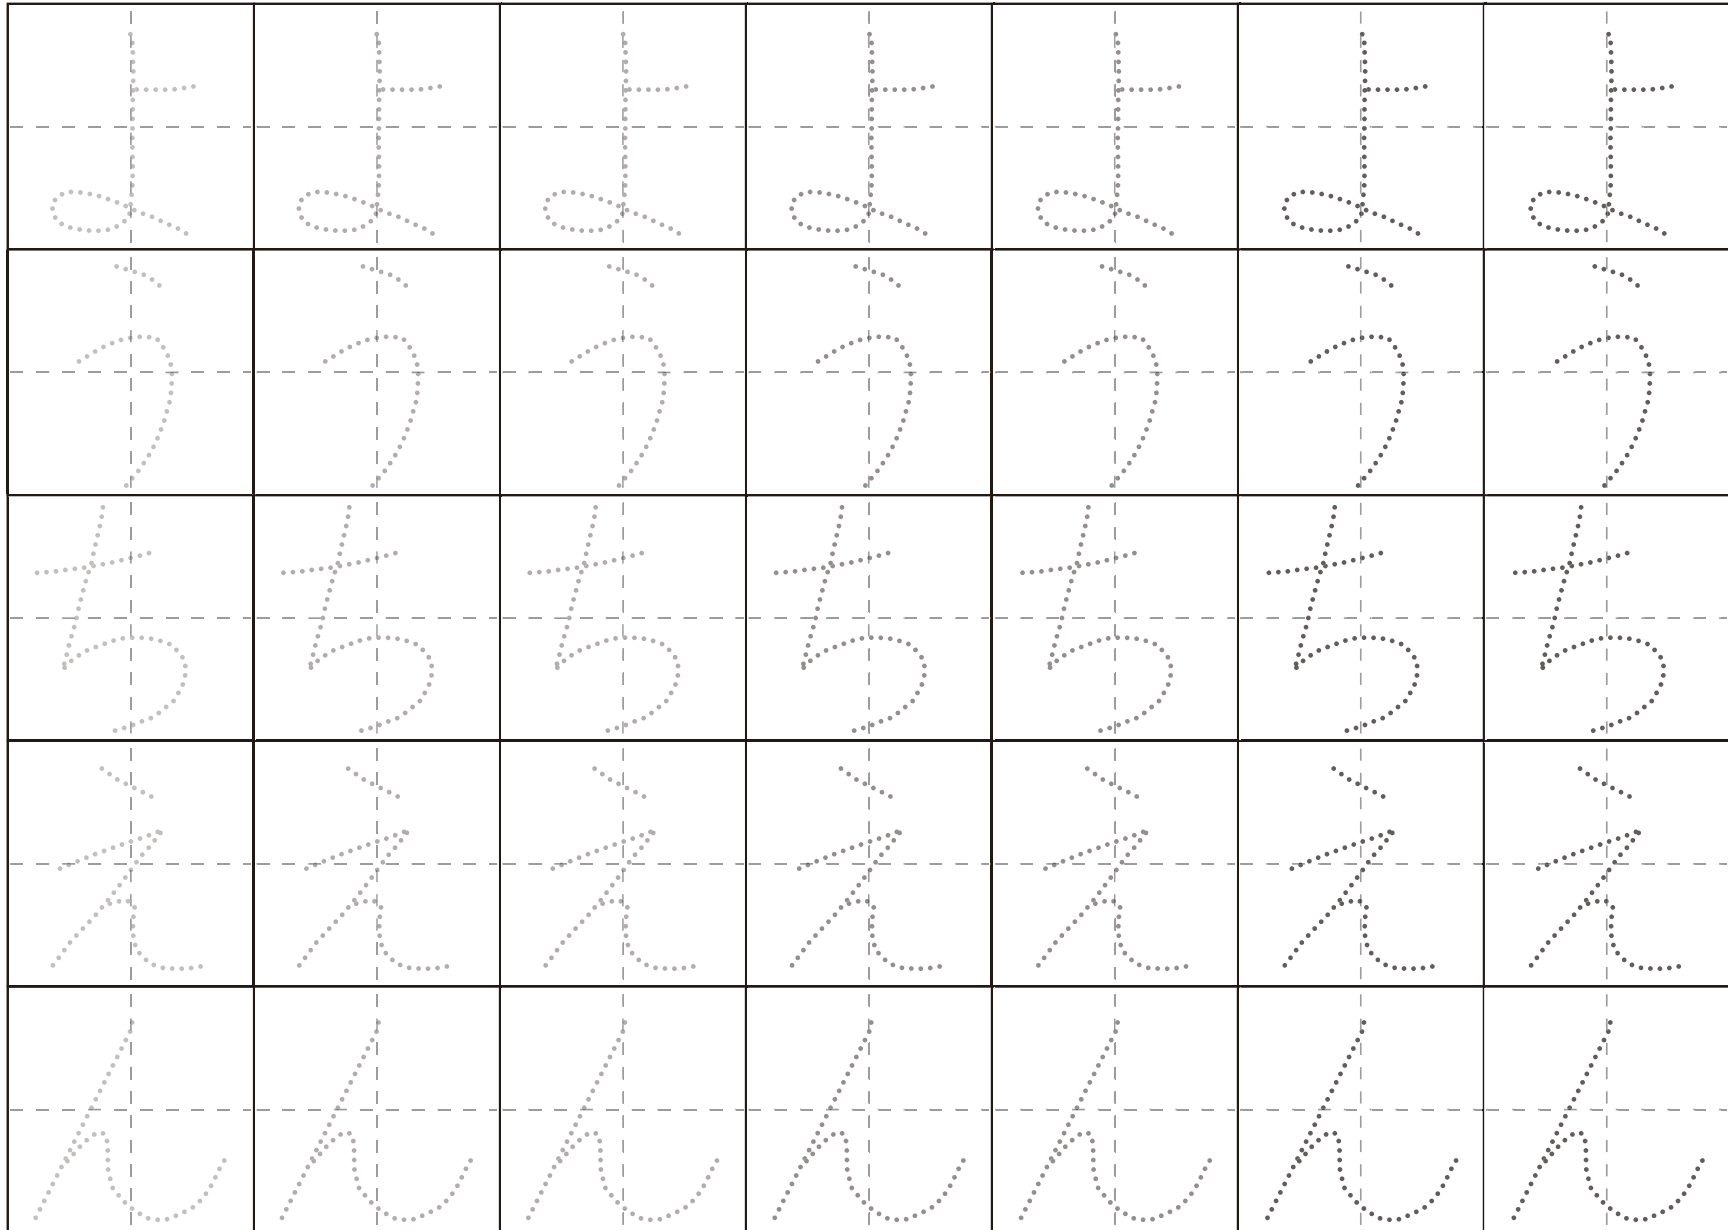 よ よ よ よ よ よ よ
う う う う う う う
ち ち ち ち ち ち ち
え え え え え え え
ん ん ん ん ん ん ん